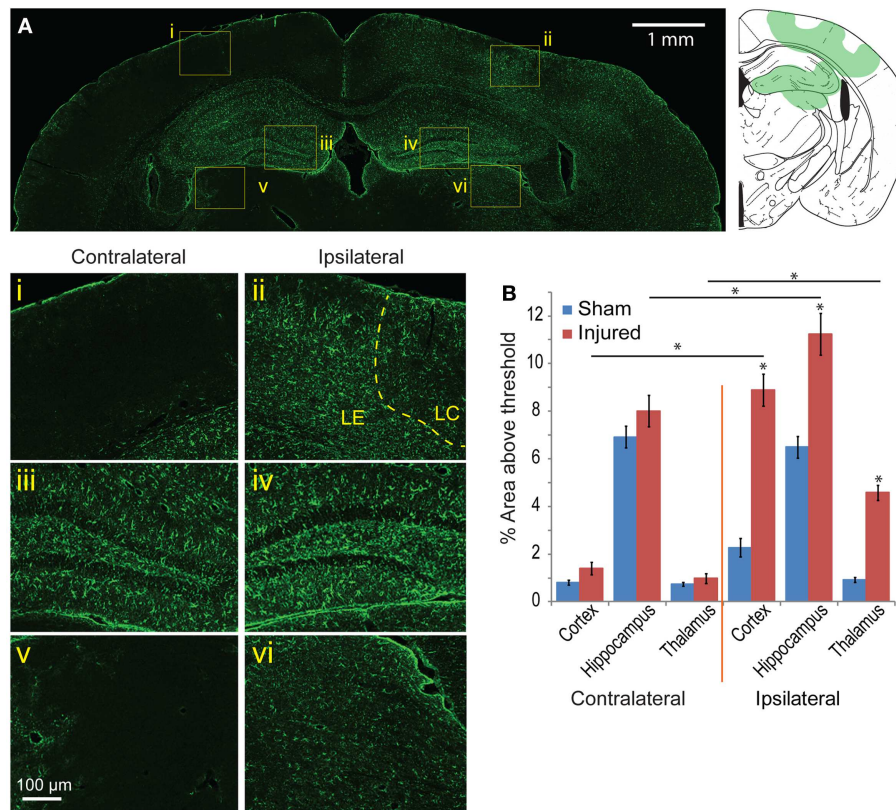 A
i
ii
1 mm
iii
iv
v
vi
Contralateral
Ipsilateral
i
ii
LE
LC
iii
iv
v
vi
100 µm
B
Sham
Injured
*
*
*
*
*
*
% Area above threshold
12
10
8
6
4
2
0
Cortex
Hippocampus
Thalamus
Cortex
Hippocampus
Thalamus
Contralateral
Ipsilateral